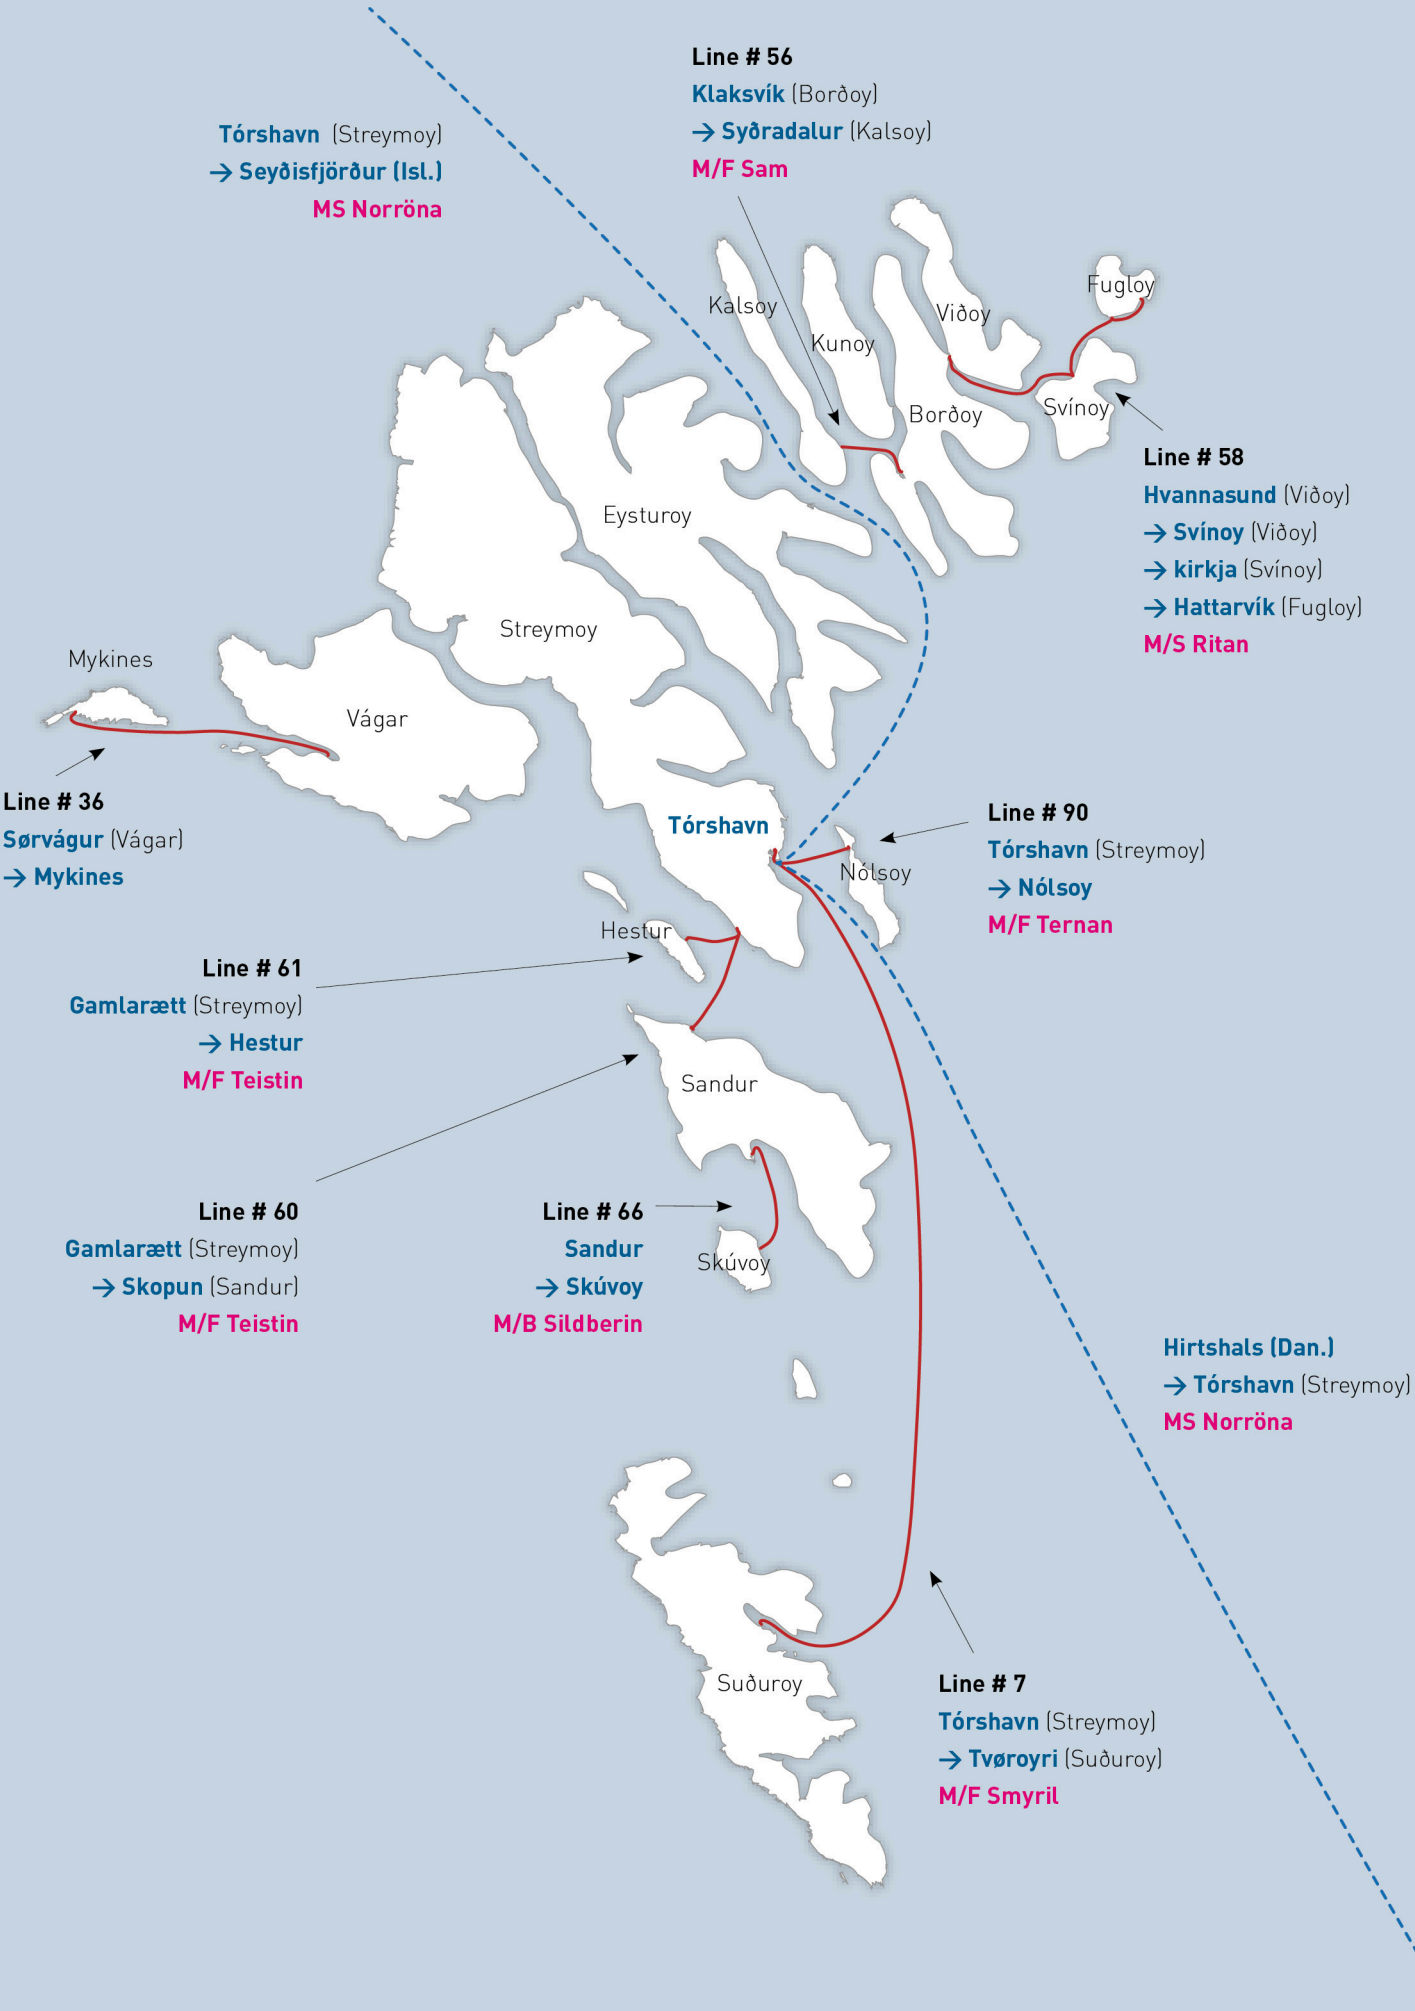 Line # 56
Klaksvík (Borðoy)
→ Syðradalur (Kalsoy)
M/F Sam
Tórshavn (Streymoy)
→ Seyðisfjörður (Isl.)
MS Norröna
Kalsoy
Kunoy
Viðoy
Fugloy
Borðoy
Svínoy
Line # 58
Hvannasund (Viðoy)
→ Svínoy (Viðoy)
→ kirkja (Svínoy)
→ Hattarvík (Fugloy)
M/S Ritan
Eysturoy
Streymoy
Mykines
Vágar
Line # 36
Sørvágur (Vágar)
→ Mykines
Tórshavn
Line # 90
Tórshavn (Streymoy)
→ Nólsoy
M/F Ternan
Nólsoy
Hestur
Line # 61
Gamlarætt (Streymoy)
→ Hestur
M/F Teistin
Sandur
Line # 60
Gamlarætt (Streymoy)
→ Skopun (Sandur)
M/F Teistin
Line # 66
Sandur
→ Skúvoy
M/B Sildberin
Skúvoy
Hirtshals (Dan.)
→ Tórshavn (Streymoy)
MS Norröna
Suðuroy
Line # 7
Tórshavn (Streymoy)
→ Tvøroyri (Suðuroy)
M/F Smyril